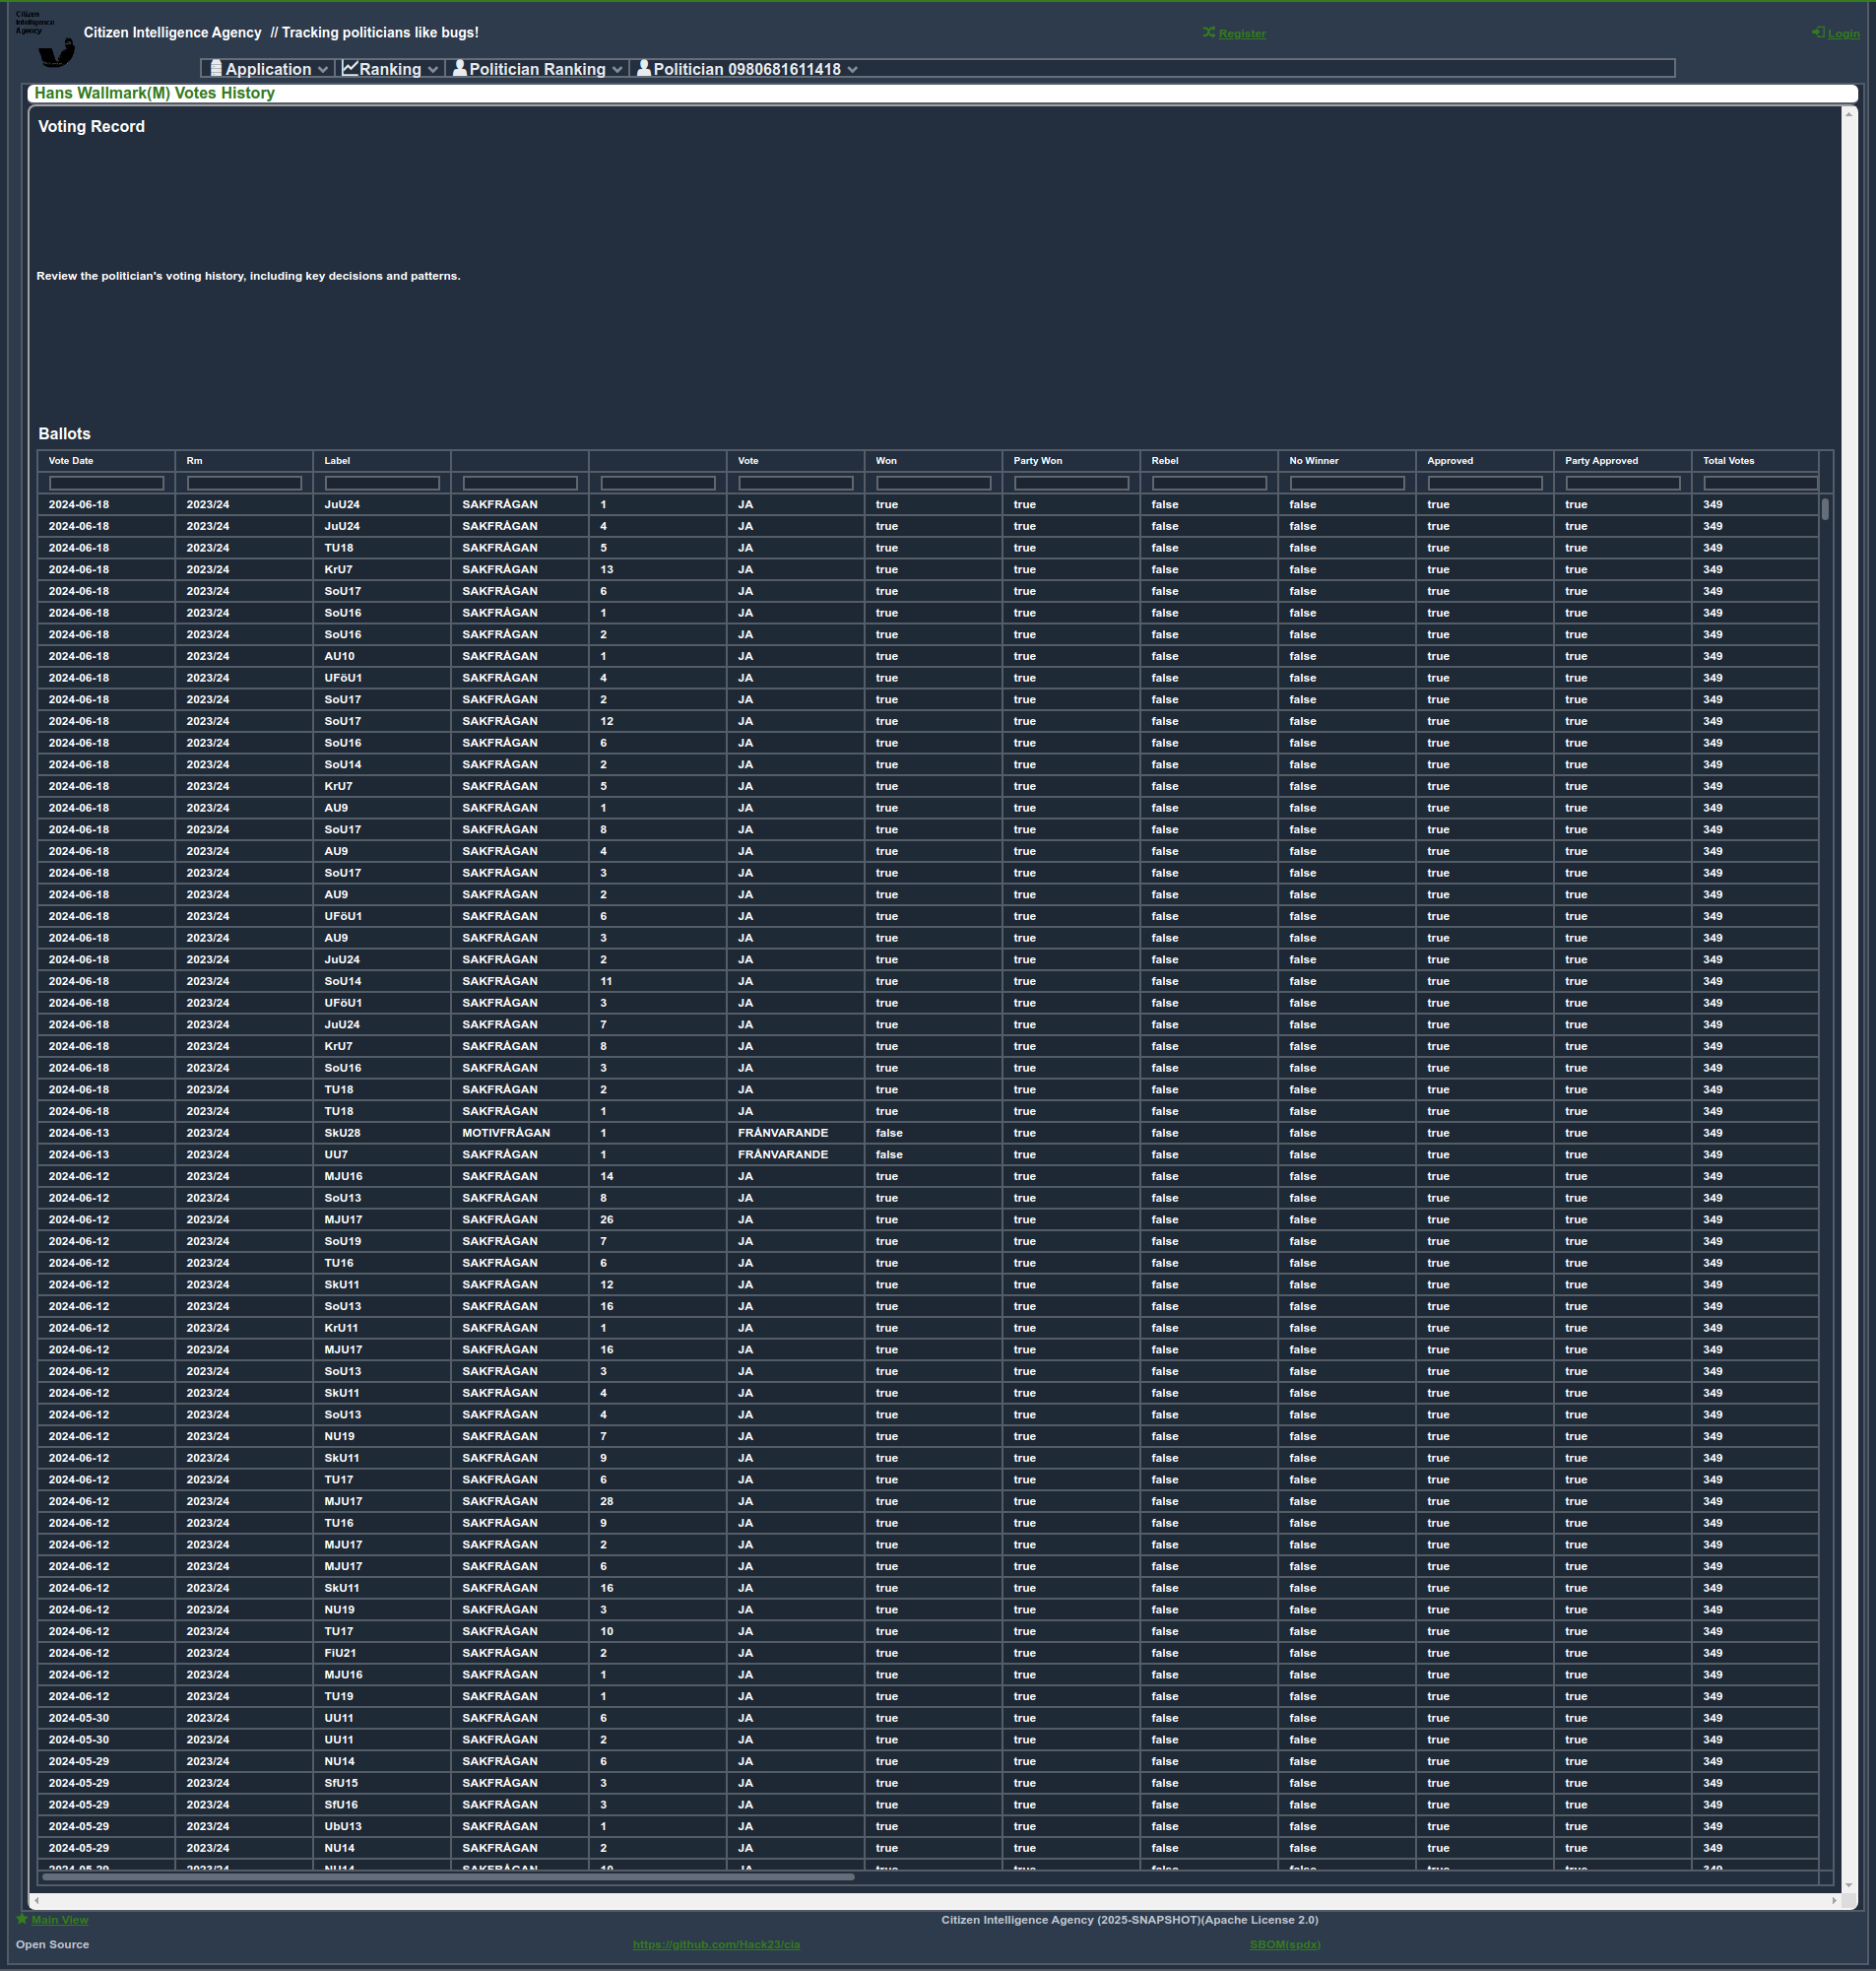 Citizen
Intelligence
Agency
Citizen Intelligence Agency // Tracking politicians like bugs!
Register
Login
Application Ranking Politician Ranking Politician 0980681611418
Hans Wallmark(M) Votes History
Voting Record
Review the politician's voting history, including key decisions and patterns.
Ballots
Vote Date Rm Label Vote Won Party Won Rebel No Winner Approved Party Approved Total Votes
2024-06-18 2023/24 JuU24 SAKFRÅGAN 1 JA true true false false true true 349
2024-06-18 2023/24 JuU24 SAKFRÅGAN 4 JA true true false false true true 349
2024-06-18 2023/24 TU18 SAKFRÅGAN 5 JA true true false false true true 349
2024-06-18 2023/24 KrU7 SAKFRÅGAN 13 JA true true false false true true 349
2024-06-18 2023/24 SoU17 SAKFRÅGAN 6 JA true true false false true true 349
2024-06-18 2023/24 SoU16 SAKFRÅGAN 1 JA true true false false true true 349
2024-06-18 2023/24 SoU16 SAKFRÅGAN 2 JA true true false false true true 349
2024-06-18 2023/24 AU10 SAKFRÅGAN 1 JA true true false false true true 349
2024-06-18 2023/24 UFöU1 SAKFRÅGAN 4 JA true true false false true true 349
2024-06-18 2023/24 SoU17 SAKFRÅGAN 2 JA true true false false true true 349
2024-06-18 2023/24 SoU17 SAKFRÅGAN 12 JA true true false false true true 349
2024-06-18 2023/24 SoU16 SAKFRÅGAN 6 JA true true false false true true 349
2024-06-18 2023/24 SoU14 SAKFRÅGAN 2 JA true true false false true true 349
2024-06-18 2023/24 KrU7 SAKFRÅGAN 5 JA true true false false true true 349
2024-06-18 2023/24 AU9 SAKFRÅGAN 1 JA true true false false true true 349
2024-06-18 2023/24 SoU17 SAKFRÅGAN 8 JA true true false false true true 349
2024-06-18 2023/24 AU9 SAKFRÅGAN 4 JA true true false false true true 349
2024-06-18 2023/24 SoU17 SAKFRÅGAN 3 JA true true false false true true 349
2024-06-18 2023/24 AU9 SAKFRÅGAN 2 JA true true false false true true 349
2024-06-18 2023/24 UFöU1 SAKFRÅGAN 6 JA true true false false true true 349
2024-06-18 2023/24 AU9 SAKFRÅGAN 3 JA true true false false true true 349
2024-06-18 2023/24 JuU24 SAKFRÅGAN 2 JA true true false false true true 349
2024-06-18 2023/24 SoU14 SAKFRÅGAN 11 JA true true false false true true 349
2024-06-18 2023/24 UFöU1 SAKFRÅGAN 3 JA true true false false true true 349
2024-06-18 2023/24 JuU24 SAKFRÅGAN 7 JA true true false false true true 349
2024-06-18 2023/24 KrU7 SAKFRÅGAN 8 JA true true false false true true 349
2024-06-18 2023/24 SoU16 SAKFRÅGAN 3 JA true true false false true true 349
2024-06-18 2023/24 TU18 SAKFRÅGAN 2 JA true true false false true true 349
2024-06-18 2023/24 TU18 SAKFRÅGAN 1 JA true true false false true true 349
2024-06-13 2023/24 SkU28 MOTIVFRÅGAN 1 FRÅNVARANDE false true false false true true 349
2024-06-13 2023/24 UU7 SAKFRÅGAN 1 FRÅNVARANDE false true false false true true 349
2024-06-12 2023/24 MJU16 SAKFRÅGAN 14 JA true true false false true true 349
2024-06-12 2023/24 SoU13 SAKFRÅGAN 8 JA true true false false true true 349
2024-06-12 2023/24 MJU17 SAKFRÅGAN 26 JA true true false false true true 349
2024-06-12 2023/24 SoU19 SAKFRÅGAN 7 JA true true false false true true 349
2024-06-12 2023/24 TU16 SAKFRÅGAN 6 JA true true false false true true 349
2024-06-12 2023/24 SkU11 SAKFRÅGAN 12 JA true true false false true true 349
2024-06-12 2023/24 SoU13 SAKFRÅGAN 16 JA true true false false true true 349
2024-06-12 2023/24 KrU11 SAKFRÅGAN 1 JA true true false false true true 349
2024-06-12 2023/24 MJU17 SAKFRÅGAN 16 JA true true false false true true 349
2024-06-12 2023/24 SoU13 SAKFRÅGAN 3 JA true true false false true true 349
2024-06-12 2023/24 SkU11 SAKFRÅGAN 4 JA true true false false true true 349
2024-06-12 2023/24 SoU13 SAKFRÅGAN 4 JA true true false false true true 349
2024-06-12 2023/24 NU19 SAKFRÅGAN 7 JA true true false false true true 349
2024-06-12 2023/24 SkU11 SAKFRÅGAN 9 JA true true false false true true 349
2024-06-12 2023/24 TU17 SAKFRÅGAN 6 JA true true false false true true 349
2024-06-12 2023/24 MJU17 SAKFRÅGAN 28 JA true true false false true true 349
2024-06-12 2023/24 TU16 SAKFRÅGAN 9 JA true true false false true true 349
2024-06-12 2023/24 MJU17 SAKFRÅGAN 2 JA true true false false true true 349
2024-06-12 2023/24 MJU17 SAKFRÅGAN 6 JA true true false false true true 349
2024-06-12 2023/24 SkU11 SAKFRÅGAN 16 JA true true false false true true 349
2024-06-12 2023/24 NU19 SAKFRÅGAN 3 JA true true false false true true 349
2024-06-12 2023/24 TU17 SAKFRÅGAN 10 JA true true false false true true 349
2024-06-12 2023/24 FiU21 SAKFRÅGAN 2 JA true true false false true true 349
2024-06-12 2023/24 MJU16 SAKFRÅGAN 1 JA true true false false true true 349
2024-06-12 2023/24 TU19 SAKFRÅGAN 1 JA true true false false true true 349
2024-05-30 2023/24 UU11 SAKFRÅGAN 6 JA true true false false true true 349
2024-05-30 2023/24 UU11 SAKFRÅGAN 2 JA true true false false true true 349
2024-05-29 2023/24 NU14 SAKFRÅGAN 6 JA true true false false true true 349
2024-05-29 2023/24 SfU15 SAKFRÅGAN 3 JA true true false false true true 349
2024-05-29 2023/24 SfU16 SAKFRÅGAN 3 JA true true false false true true 349
2024-05-29 2023/24 UbU13 SAKFRÅGAN 1 JA true true false false true true 349
2024-05-29 2023/24 NU14 SAKFRÅGAN 2 JA true true false false true true 349
2024-05-29 2023/24 NU14 SAKFRÅGAN 10 JA true true false false true true 349
Main View
Citizen Intelligence Agency (2025-SNAPSHOT)(Apache License 2.0)
Open Source
https://github.com/Hack23/cia
SBOM(spdx)